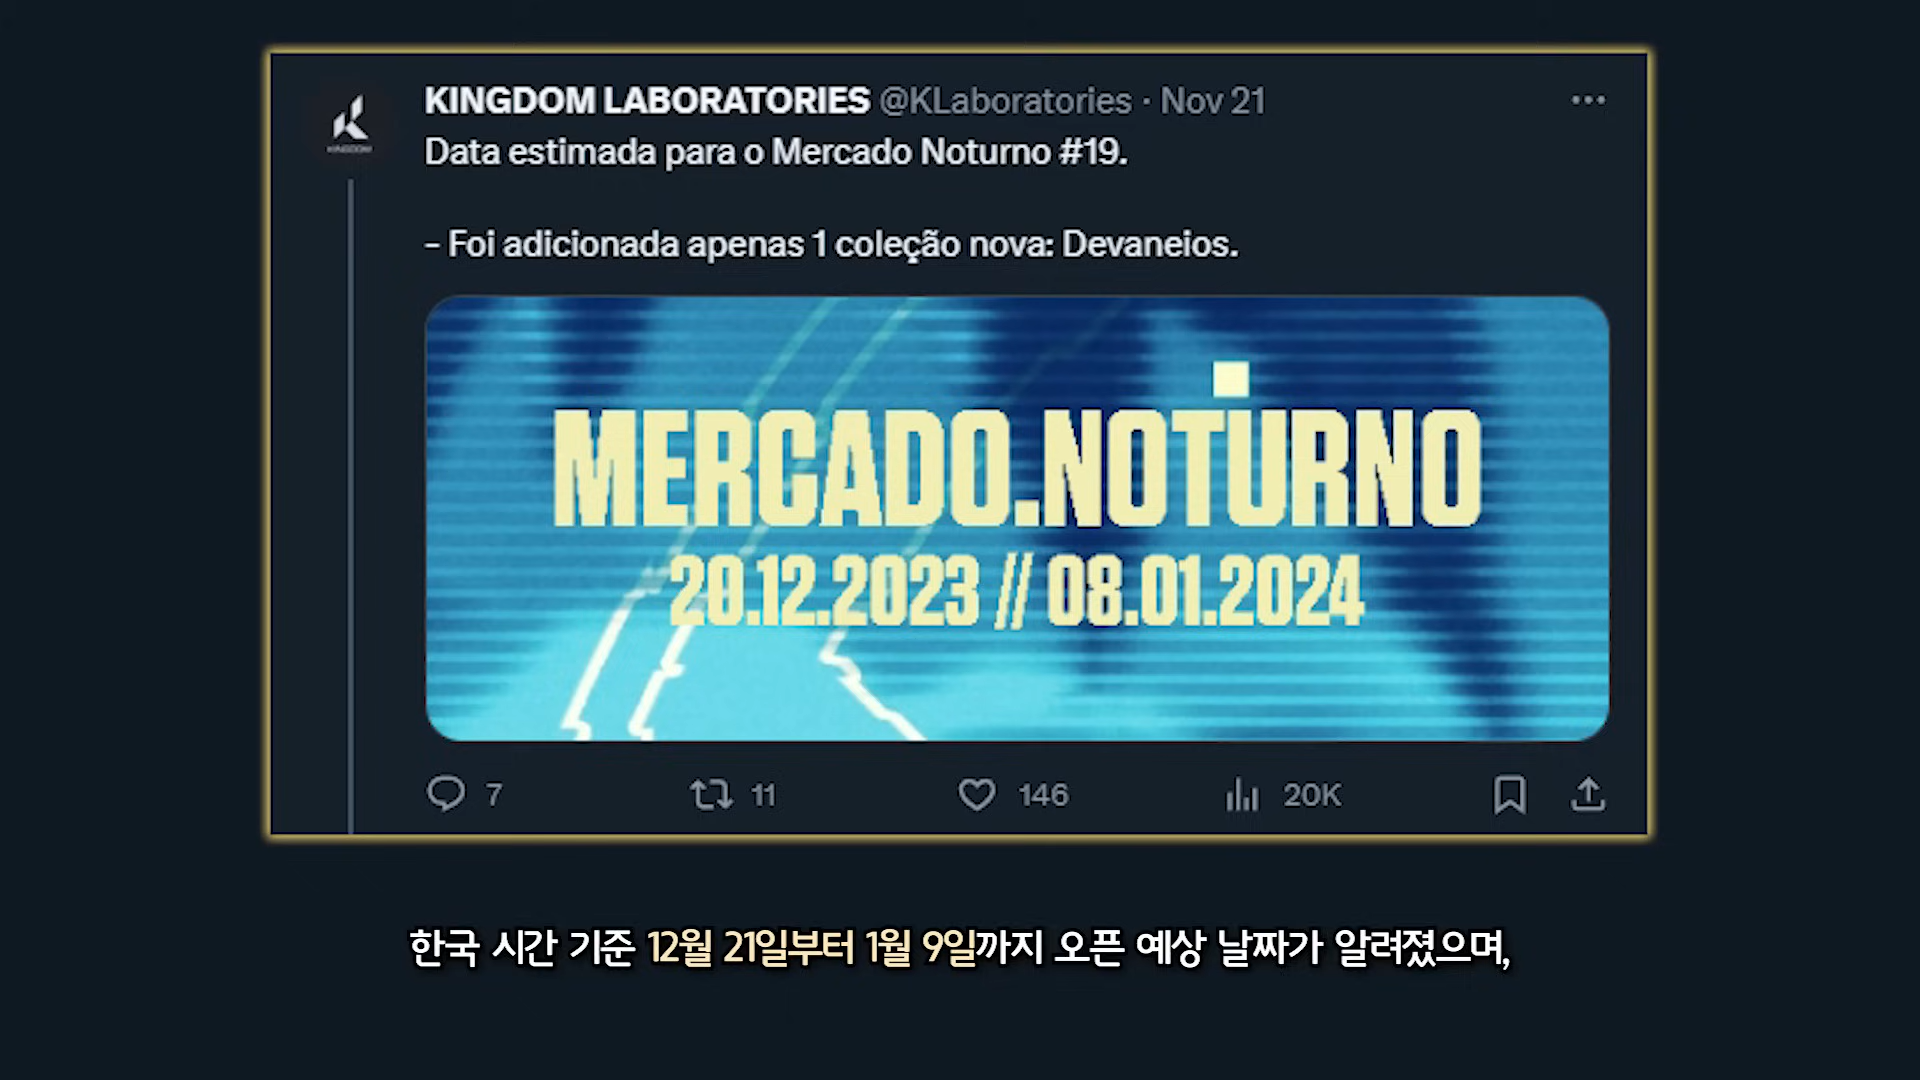 KINGDOM LABORATORIES @KLaboratories · Nov 21
Data estimada para o Mercado Noturno #19.
– Foi adicionada apenas 1 coleção nova: Devaneios.
MERCADO.NOTURNO
20.12.2023 // 08.01.2024
7 11 146 20K
한국 시간 기준 12월 21일부터 1월 9일까지 오픈 예상 날짜가 알려졌으며,